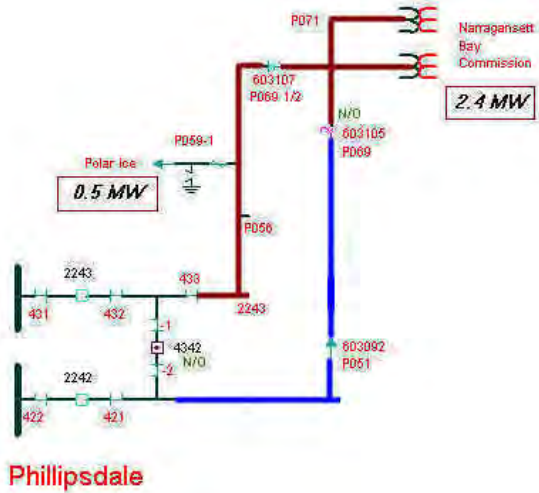 P071
Narragansett
Bay
Commission
603107
P069-1/2
2.4 MW
N/O
603105
P069
P059-1
Polar Ice
0.5 MW
P056
2243
433
431
432
2243
-1
4342
N/O
-2
603092
P051
2242
422
421
Phillipsdale